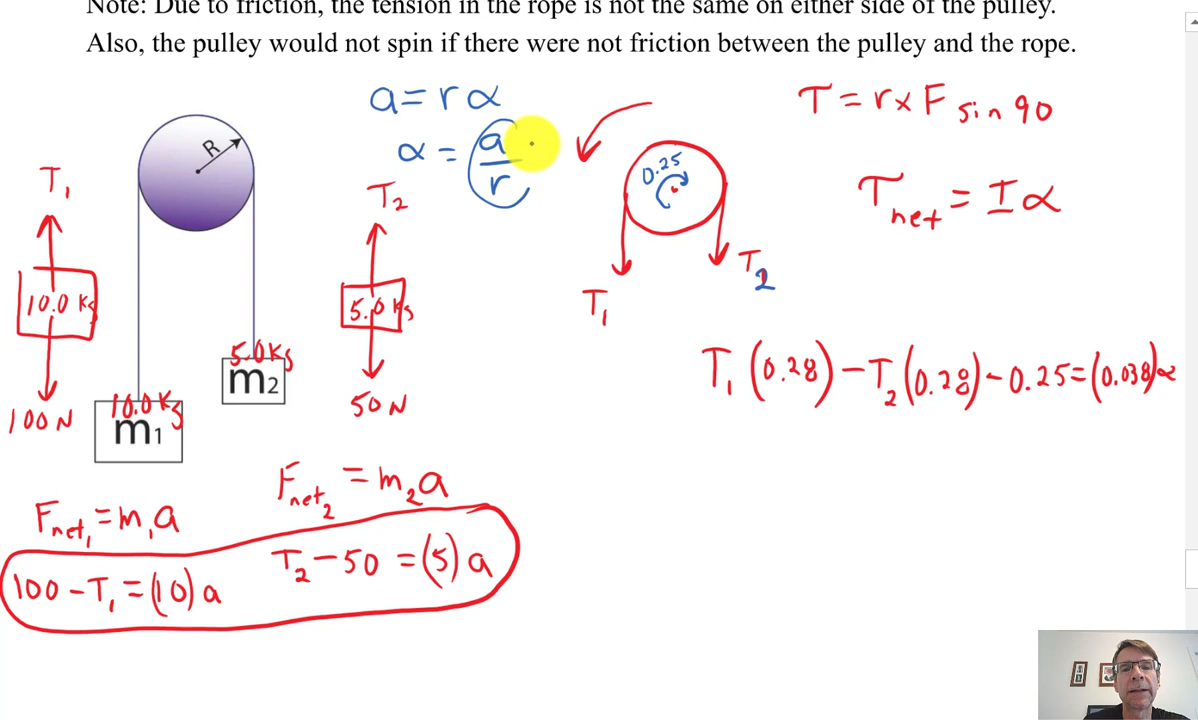 Note: Due to friction, the tension in the rope is not the same on either side of the pulley.
Also, the pulley would not spin if there were not friction between the pulley and the rope.
a = r α
α = a/r
τ = r x F sin 90
τnet = I α
R
T₁
10.0 Kg
100 N
T₂
5.0 Kg
50 N
0.25
T₁
T₂
5.0 Kg
m2
10.0 Kg
m1
T₁ (0.28) - T₂ (0.28) - 0.25 = (0.038) α
Fnet₁ = m₁a
Fnet₂ = m₂a
100 - T₁ = (10) a
T₂ - 50 = (5) a